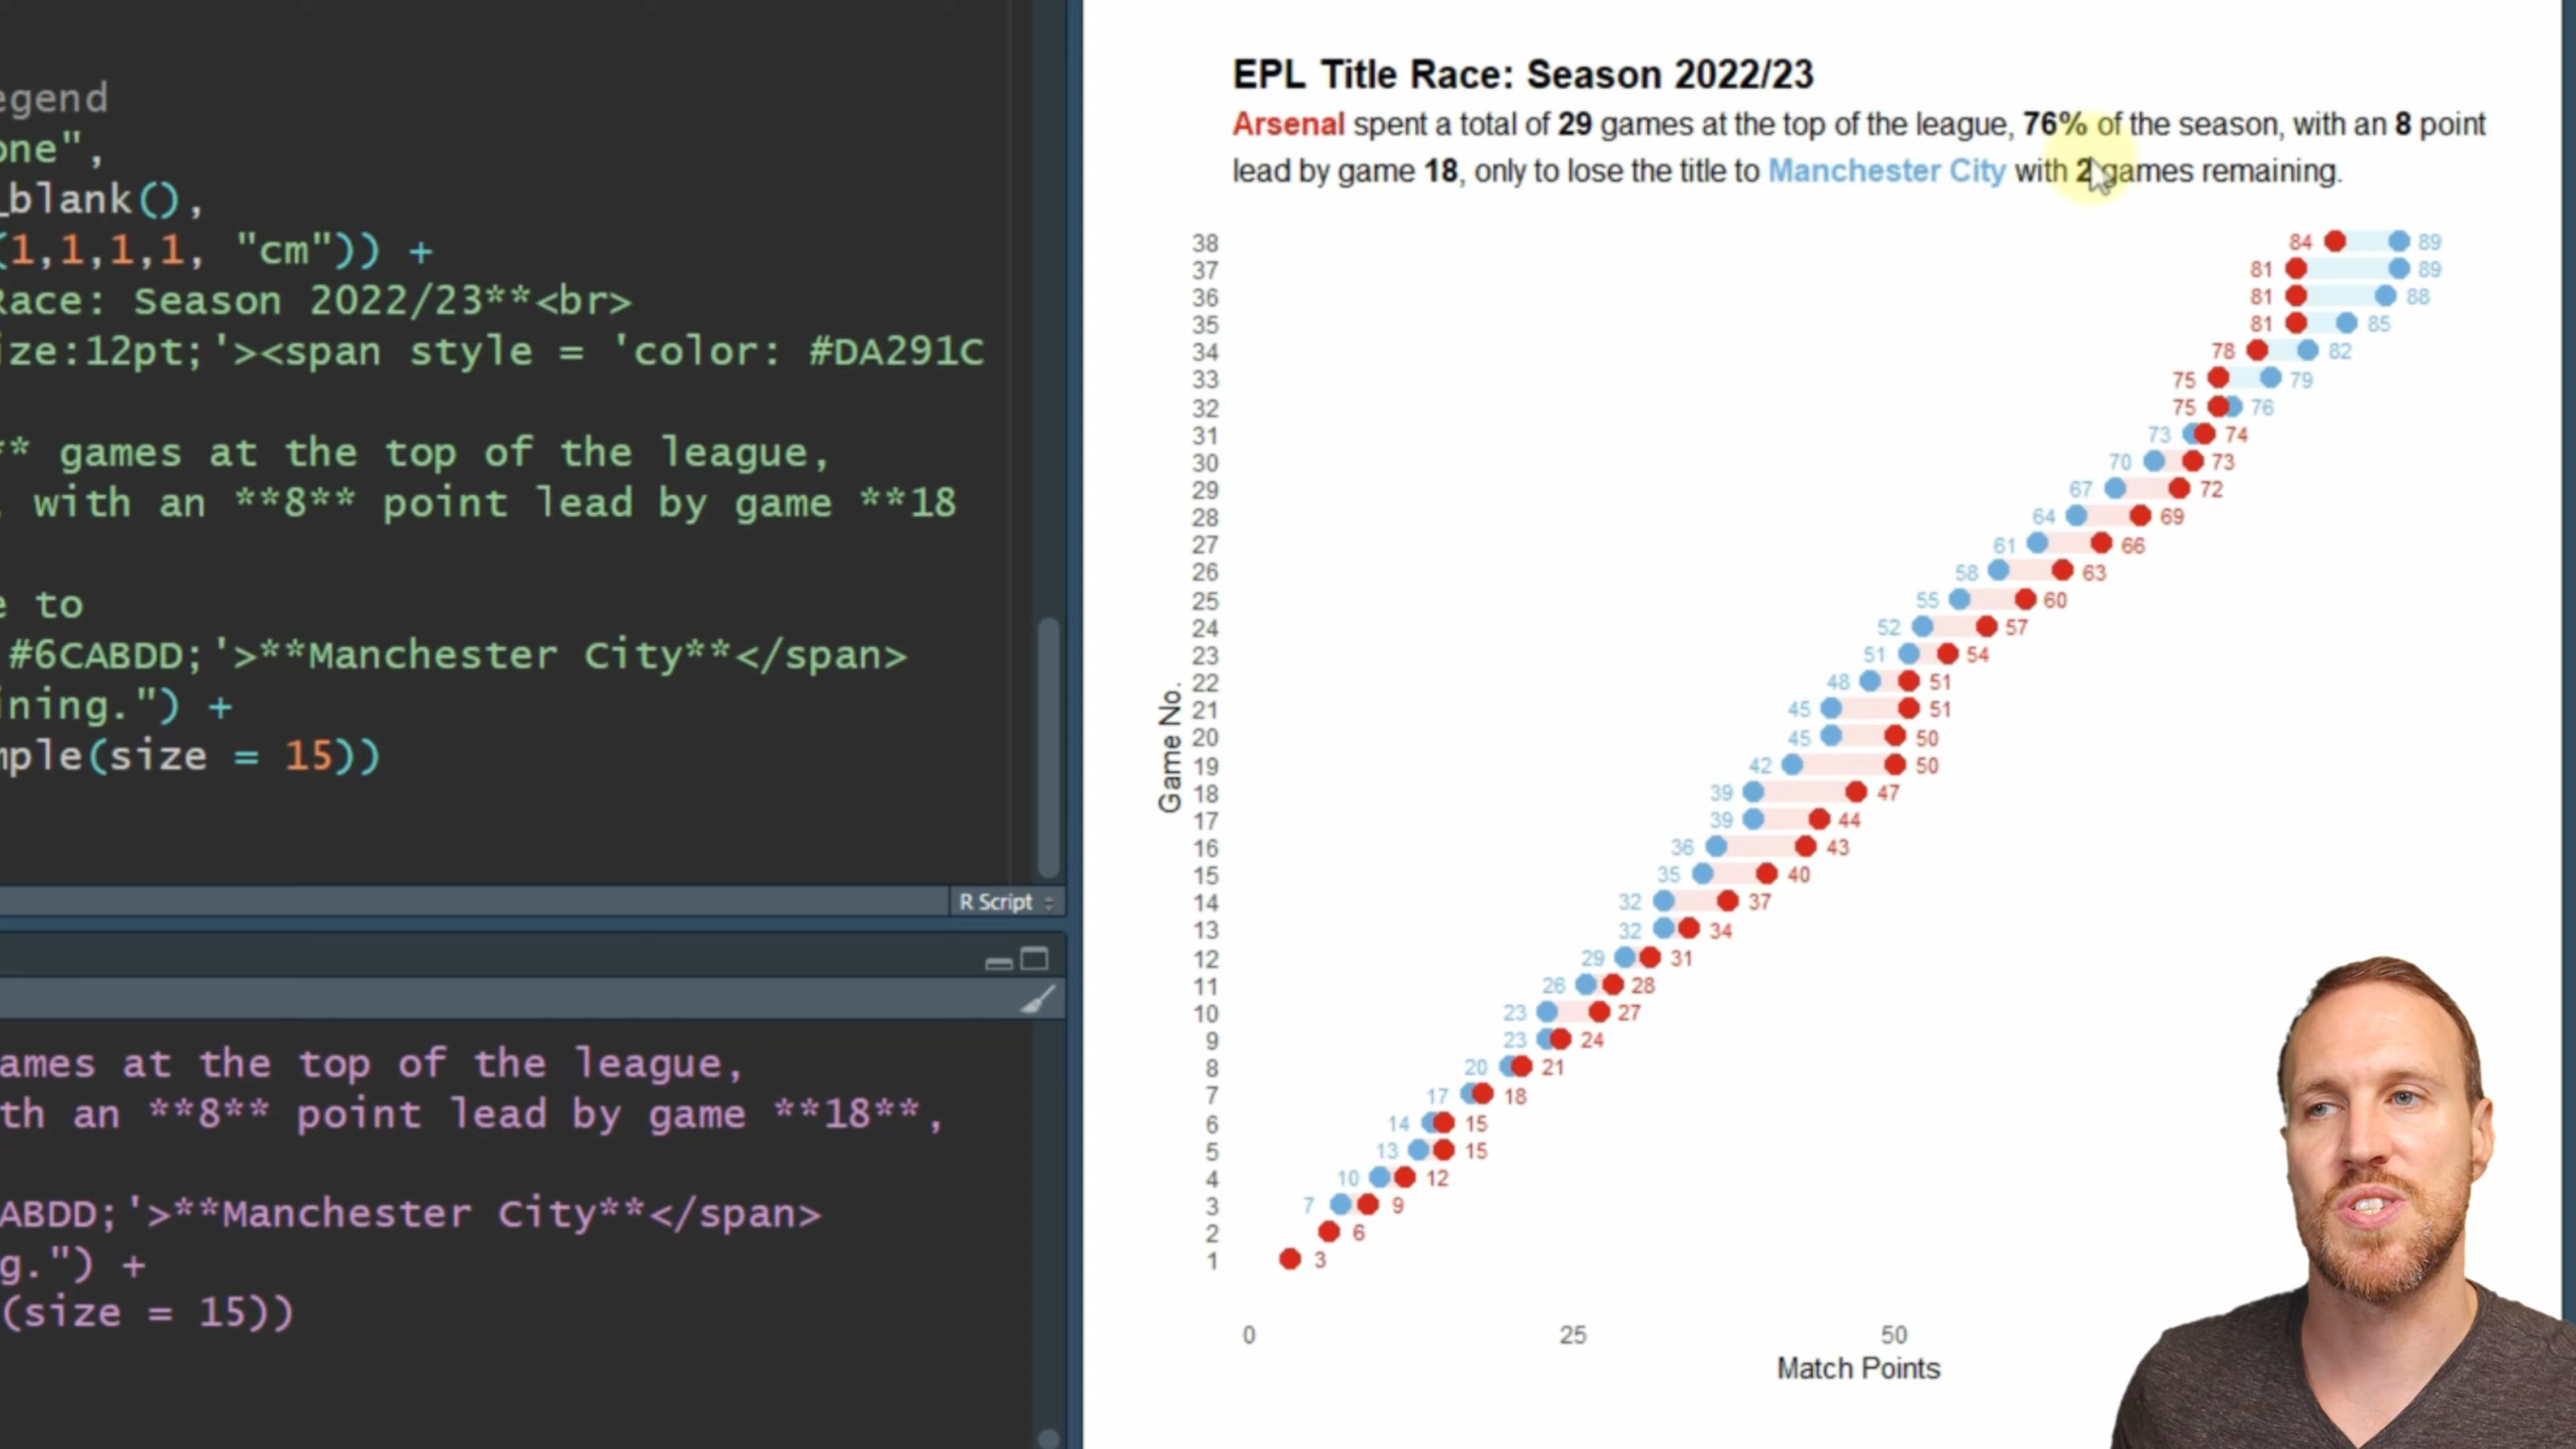 egend
one",
_blank(),
(1,1,1,1, "cm")) +
Race: Season 2022/23**<br>
ize:12pt;'><span style = 'color: #DA291C
** games at the top of the league,
, with an **8** point lead by game **18
e to
#6CABDD;'>**Manchester City**</span>
ining.") +
mple(size = 15))
R Script
ames at the top of the league,
th an **8** point lead by game **18**,
ABDD;'>**Manchester City**</span>
g.") +
(size = 15))
EPL Title Race: Season 2022/23
Arsenal spent a total of 29 games at the top of the league, 76% of the season, with an 8 point
lead by game 18, only to lose the title to Manchester City with 2 games remaining.
Game No.
38 84 89
37 81 89
36 81 88
35 81 85
34 78 82
33 75 79
32 75 76
31 73 74
30 70 73
29 67 72
28 64 69
27 61 66
26 58 63
25 55 60
24 52 57
23 51 54
22 48 51
21 45 51
20 45 50
19 42 50
18 39 47
17 39 44
16 36 43
15 35 40
14 32 37
13 32 34
12 29 31
11 26 28
10 23 27
9 23 24
8 20 21
7 17 18
6 14 15
5 13 15
4 10 12
3 7 9
2 6
1 3
0 25 50
Match Points